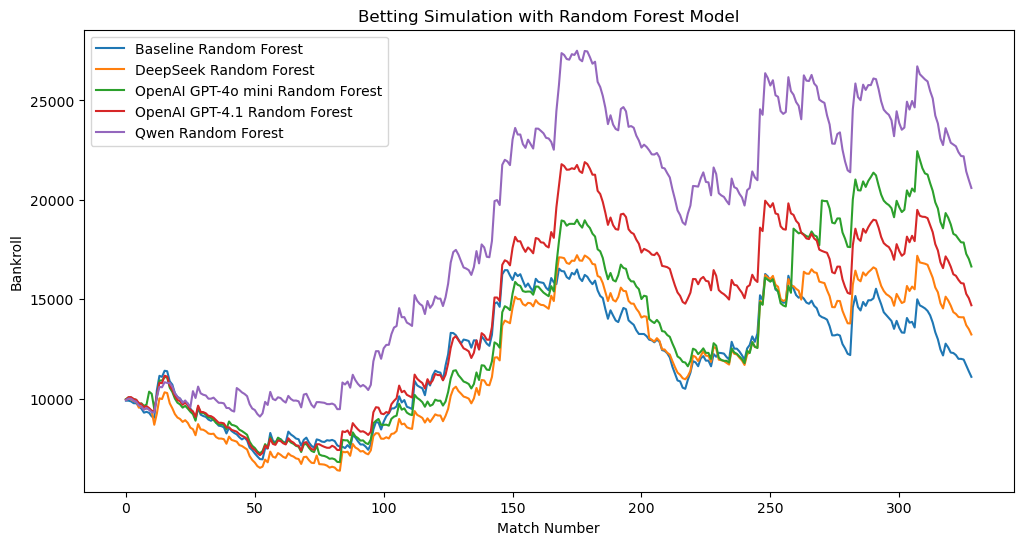 Betting Simulation with Random Forest Model
Baseline Random Forest
DeepSeek Random Forest
OpenAI GPT-4o mini Random Forest
OpenAI GPT-4.1 Random Forest
Qwen Random Forest
Bankroll
25000
20000
15000
10000
0 50 100 150 200 250 300
Match Number